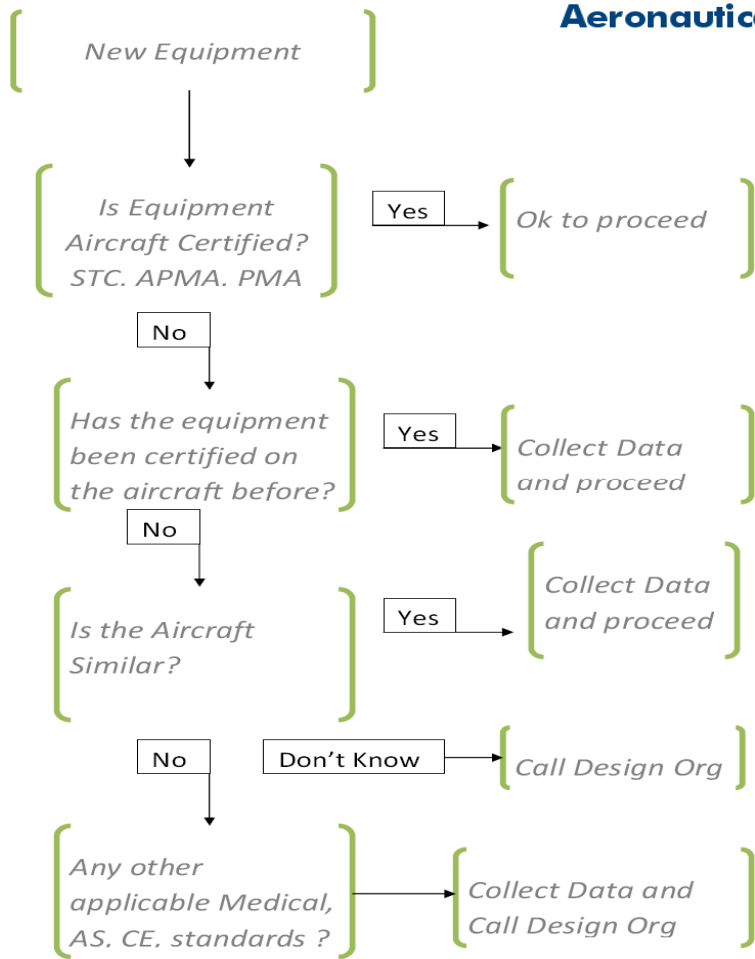 Aeronautic
New Equipment
Is Equipment
Aircraft Certified?
STC. APMA. PMA
Yes
Ok to proceed
No
Has the equipment
been certified on
the aircraft before?
Yes
Collect Data
and proceed
No
Is the Aircraft
Similar?
Yes
Collect Data
and proceed
No
Don't Know
Call Design Org
Any other
applicable Medical,
AS, CE, standards ?
Collect Data and
Call Design Org